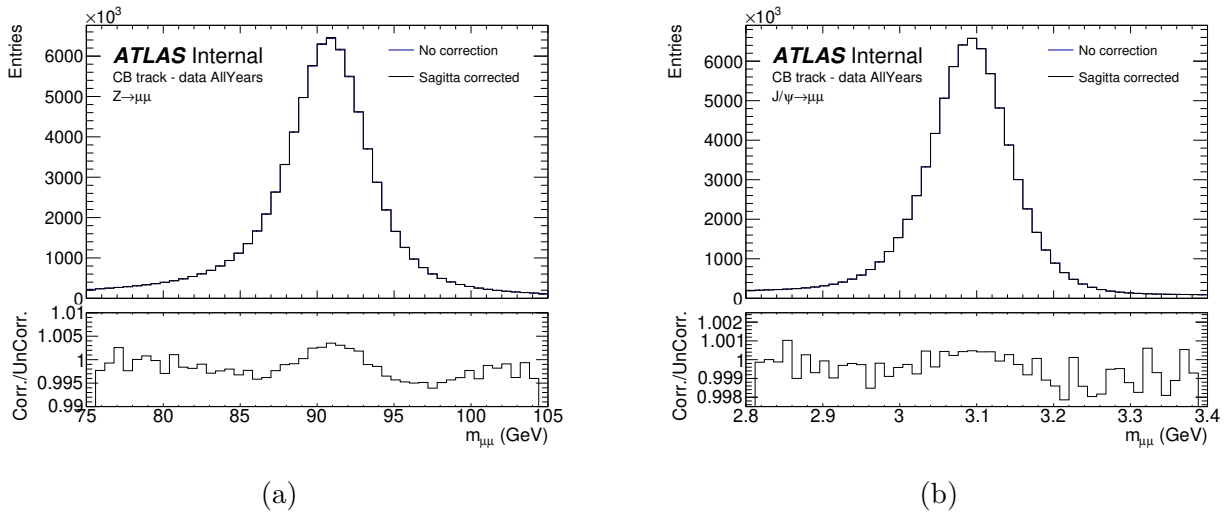 ×10³
Entries
6000
5000
4000
3000
2000
1000
0
ATLAS Internal
CB track - data AllYears
Z→μμ
No correction
Sagitta corrected
Corr./UnCorr.
1.01
1.005
1
0.995
0.99
75 80 85 90 95 100 105
m_μμ (GeV)
(a)
×10³
Entries
6000
5000
4000
3000
2000
1000
0
ATLAS Internal
CB track - data AllYears
J/ψ→μμ
No correction
Sagitta corrected
Corr./UnCorr.
1.002
1.001
1
0.999
0.998
2.8 2.9 3 3.1 3.2 3.3 3.4
m_μμ (GeV)
(b)